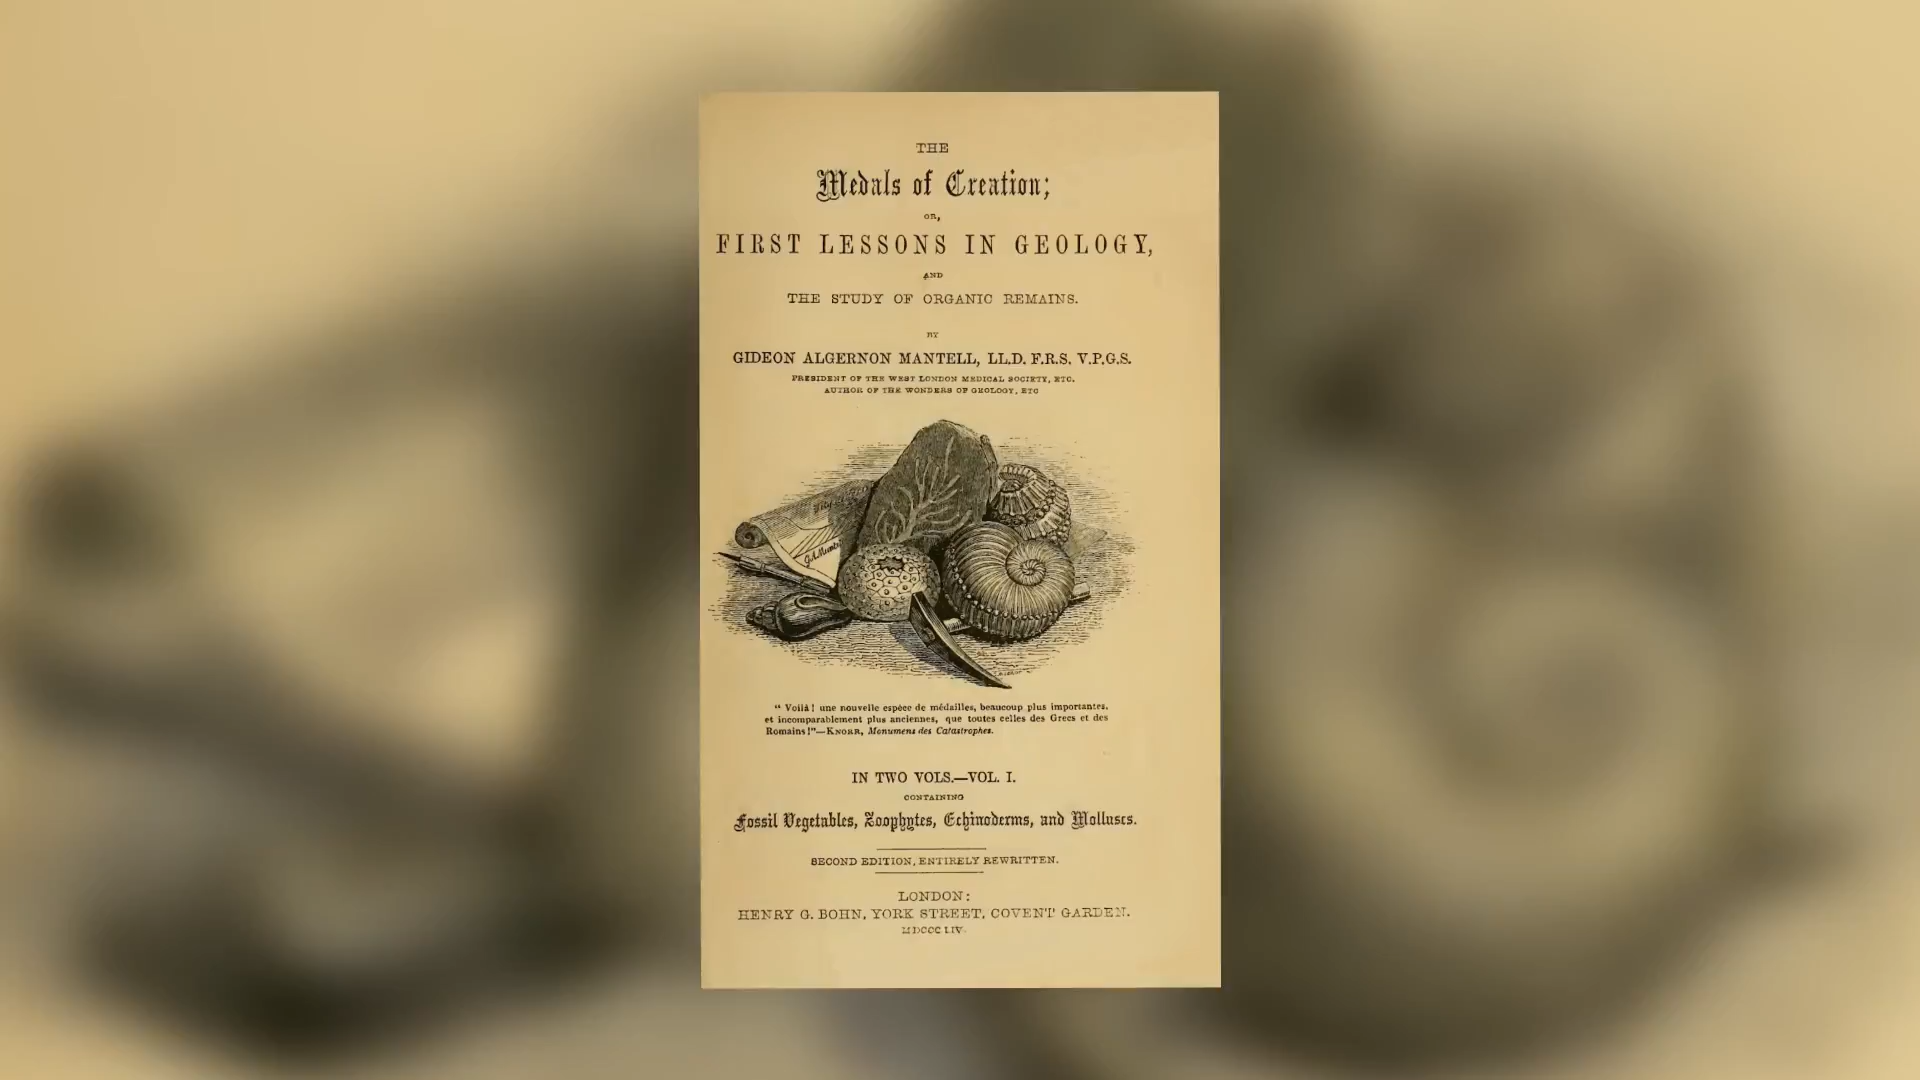 THE
Medals of Creation;
OR,
FIRST LESSONS IN GEOLOGY,
AND
THE STUDY OF ORGANIC REMAINS.
BY
GIDEON ALGERNON MANTELL, LL.D. F.R.S. V.P.G.S.
PRESIDENT OF THE WEST LONDON MEDICAL SOCIETY, ETC.
AUTHOR OF THE WONDERS OF GEOLOGY, ETC
“ Voilà! une nouvelle espèce de médailles, beaucoup plus importantes,
et incomparablement plus anciennes, que toutes celles des Grecs et des
Romains!”—KNORR, Monumens des Catastrophes.
IN TWO VOLS.—VOL. I.
CONTAINING
Fossil Vegetables, Zoophytes, Echinoderms, and Molluscs.
SECOND EDITION, ENTIRELY REWRITTEN.
LONDON:
HENRY G. BOHN, YORK STREET, COVENT GARDEN.
MDCCCLIV.